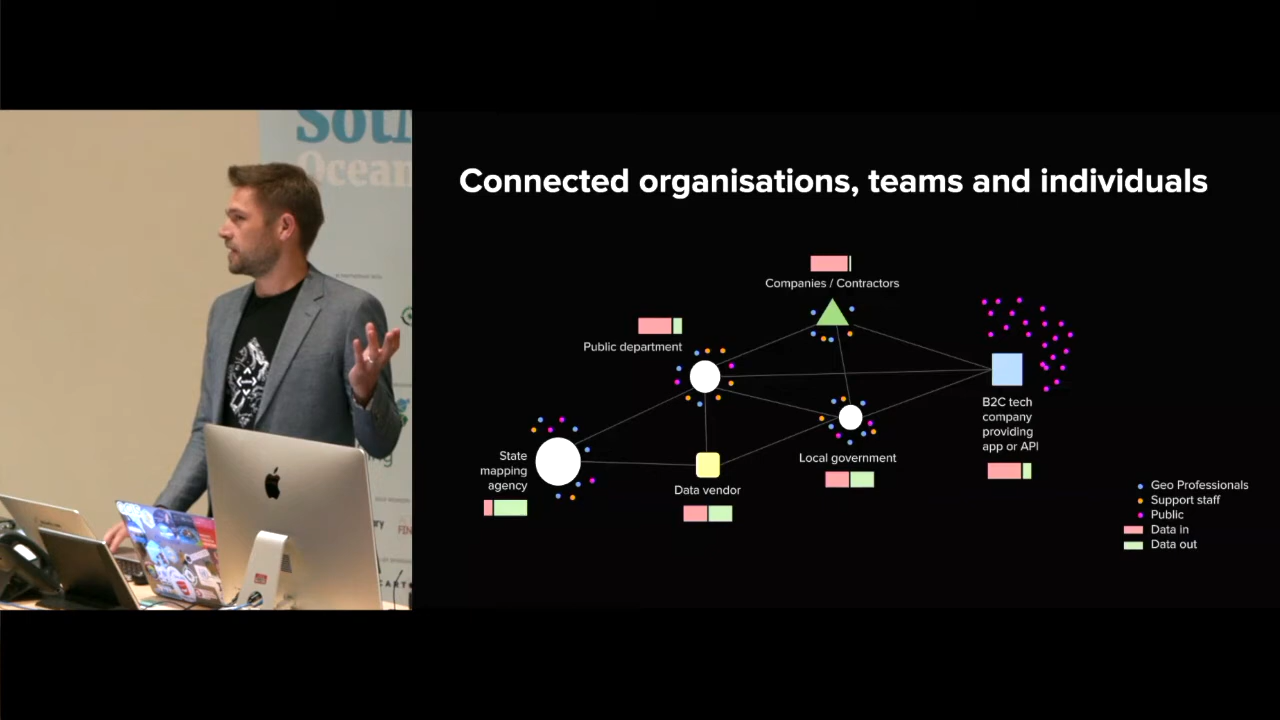 Connected organisations, teams and individuals
Companies / Contractors
Public department
B2C tech
company
providing
app or API
State
mapping
agency
Local government
Data vendor
Geo Professionals
Support staff
Public
Data in
Data out
Ocean